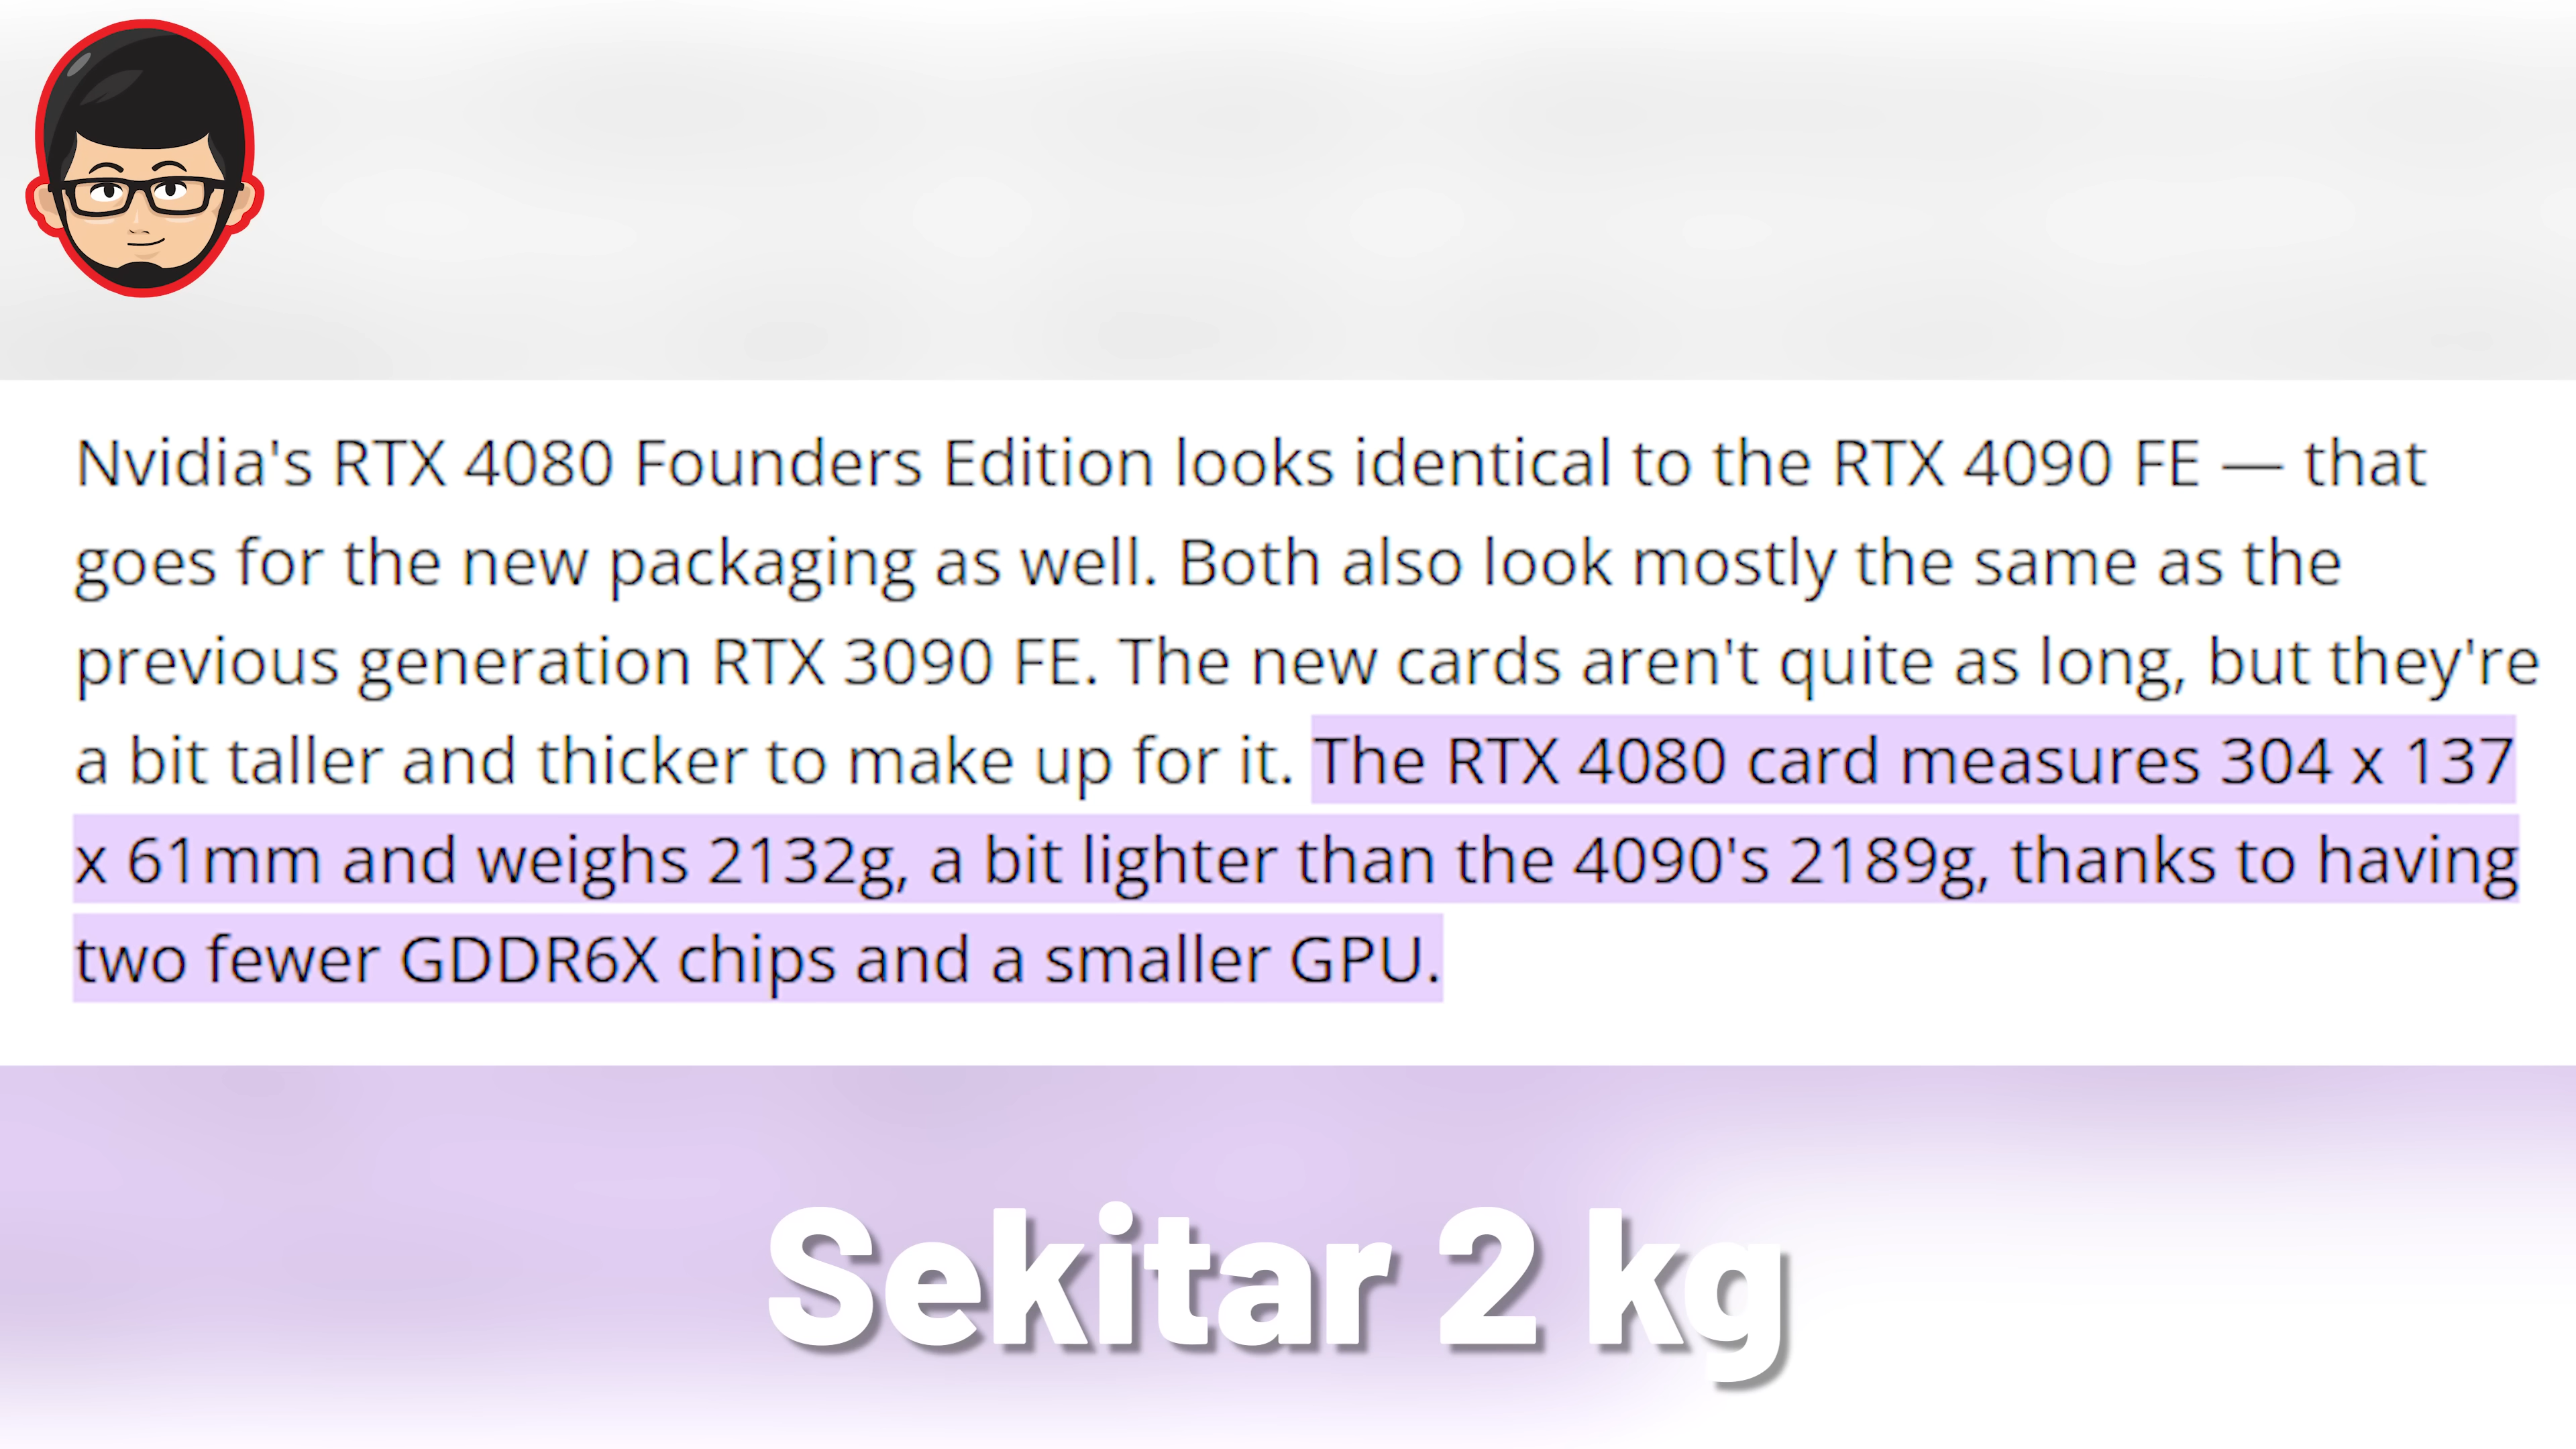 Nvidia's RTX 4080 Founders Edition looks identical to the RTX 4090 FE — that
goes for the new packaging as well. Both also look mostly the same as the
previous generation RTX 3090 FE. The new cards aren't quite as long, but they're
a bit taller and thicker to make up for it. The RTX 4080 card measures 304 x 137
x 61mm and weighs 2132g, a bit lighter than the 4090's 2189g, thanks to having
two fewer GDDR6X chips and a smaller GPU.
Sekitar 2 kg